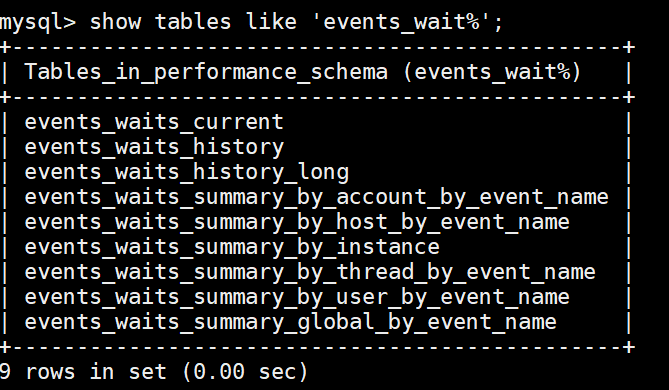 mysql> show tables like 'events_wait%';
+-----------------------------------------------+
| Tables_in_performance_schema (events_wait%)   |
+-----------------------------------------------+
| events_waits_current                          |
| events_waits_history                          |
| events_waits_history_long                     |
| events_waits_summary_by_account_by_event_name |
| events_waits_summary_by_host_by_event_name    |
| events_waits_summary_by_instance              |
| events_waits_summary_by_thread_by_event_name  |
| events_waits_summary_by_user_by_event_name    |
| events_waits_summary_global_by_event_name     |
+-----------------------------------------------+
9 rows in set (0.00 sec)